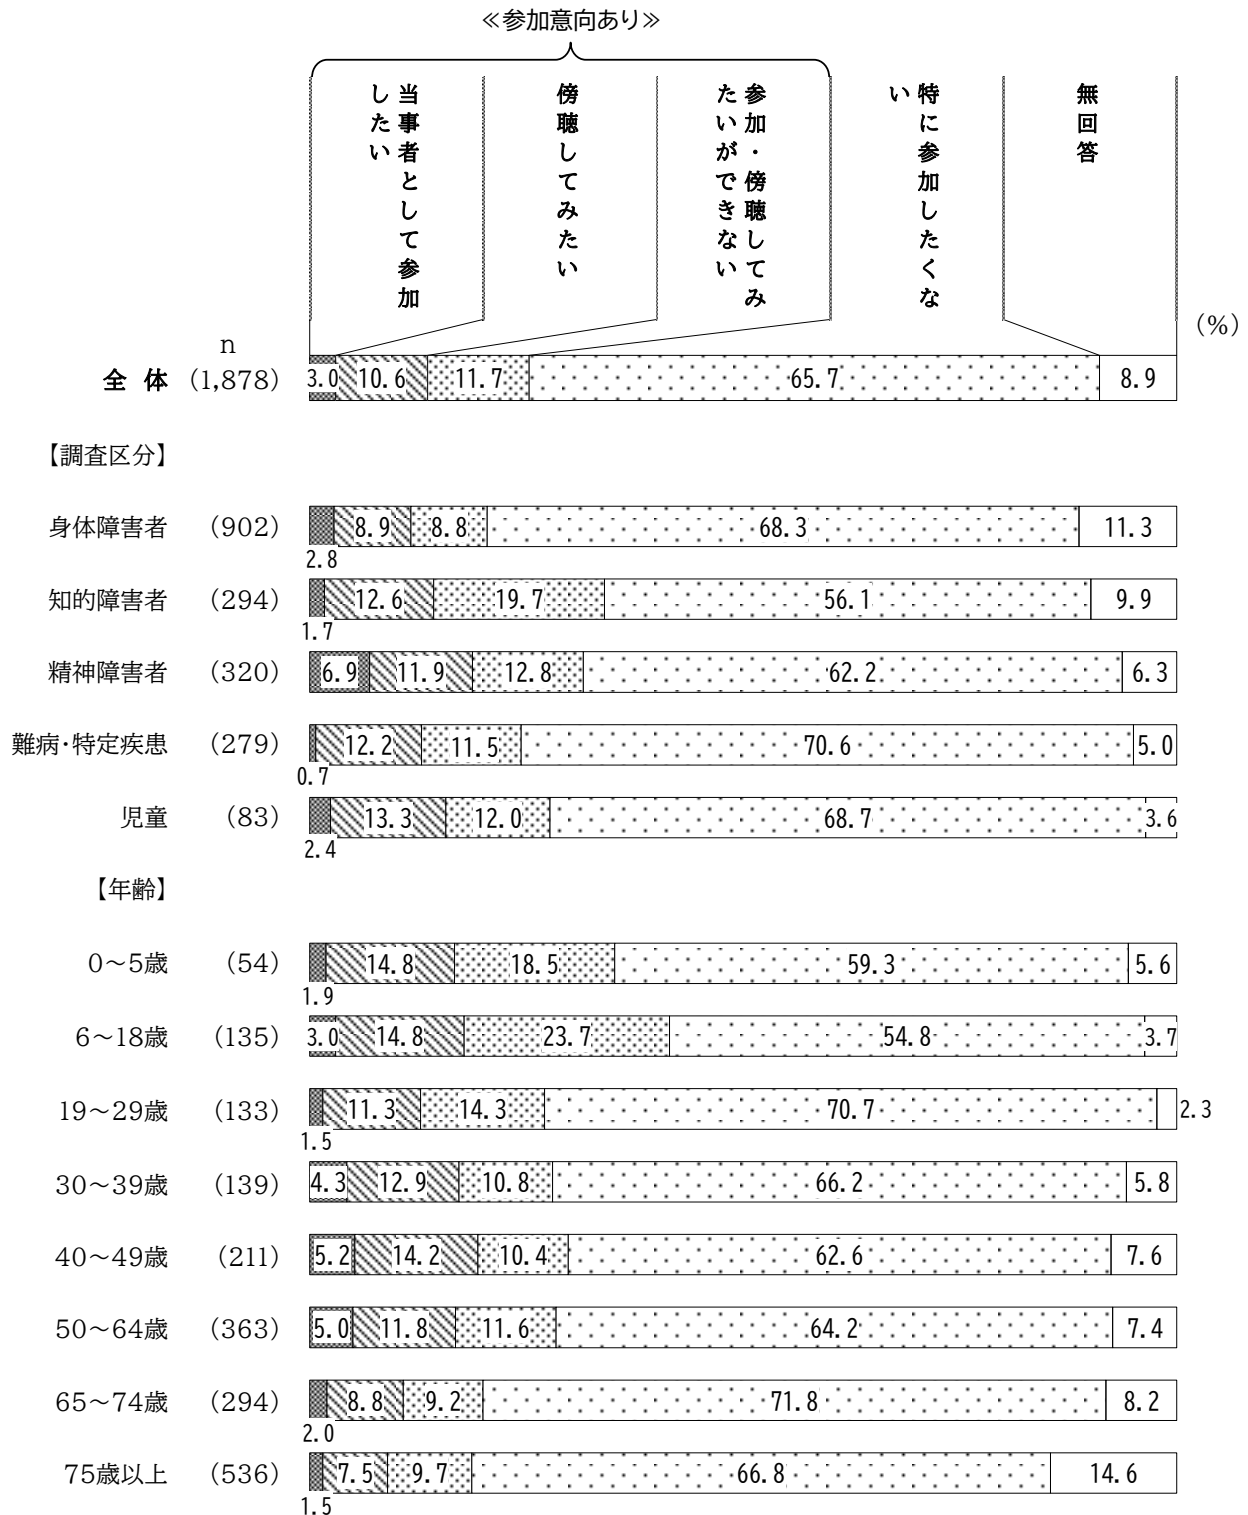 ≪参加意向あり≫
当事者として参加
したい
傍聴してみたい
参加・傍聴してみ
たいができない
特に参加したくな
い
無回答
(%)
n
全 体 (1,878) 3.0 10.6 11.7 65.7 8.9
【調査区分】
身体障害者 (902) 8.9 8.8 68.3 11.3
2.8
知的障害者 (294) 12.6 19.7 56.1 9.9
1.7
精神障害者 (320) 6.9 11.9 12.8 62.2 6.3
難病・特定疾患 (279) 12.2 11.5 70.6 5.0
0.7
児童 (83) 13.3 12.0 68.7 3.6
2.4
【年齢】
0～5歳 (54) 14.8 18.5 59.3 5.6
1.9
6～18歳 (135) 3.0 14.8 23.7 54.8 3.7
19～29歳 (133) 11.3 14.3 70.7 2.3
1.5
30～39歳 (139) 4.3 12.9 10.8 66.2 5.8
40～49歳 (211) 5.2 14.2 10.4 62.6 7.6
50～64歳 (363) 5.0 11.8 11.6 64.2 7.4
65～74歳 (294) 8.8 9.2 71.8 8.2
2.0
75歳以上 (536) 7.5 9.7 66.8 14.6
1.5